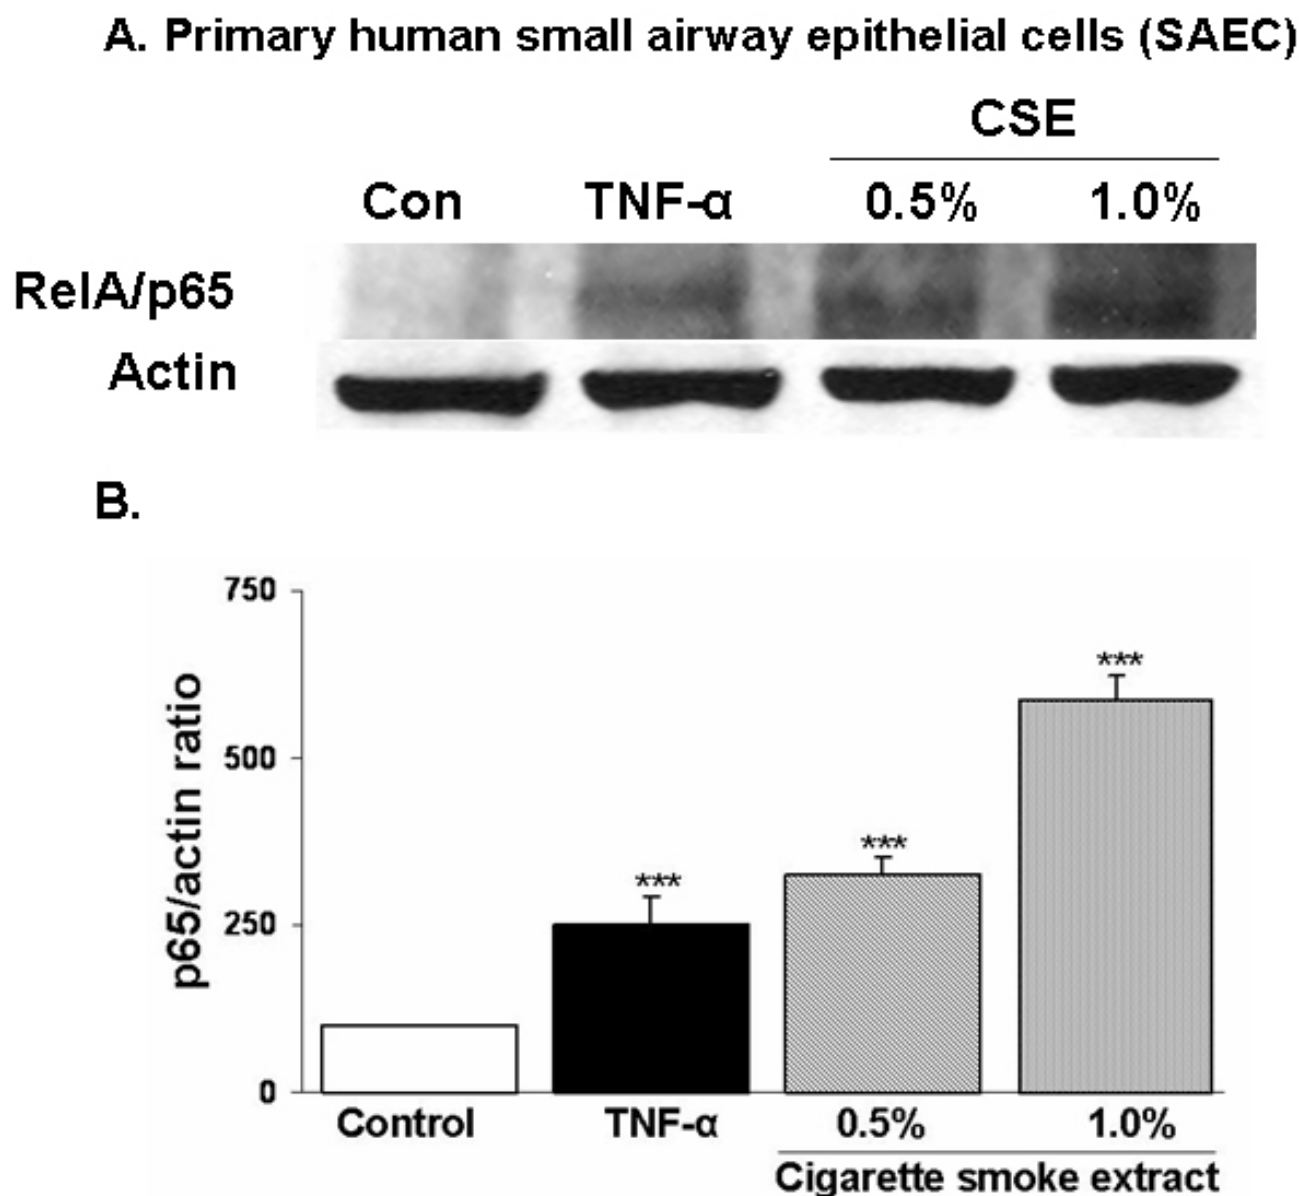 A. Primary human small airway epithelial cells (SAEC)
CSE
Con TNF-α 0.5% 1.0%
RelA/p65
Actin
B.
750
500
250
0
p65/actin ratio
***
***
***
Control TNF-α 0.5% 1.0%
Cigarette smoke extract